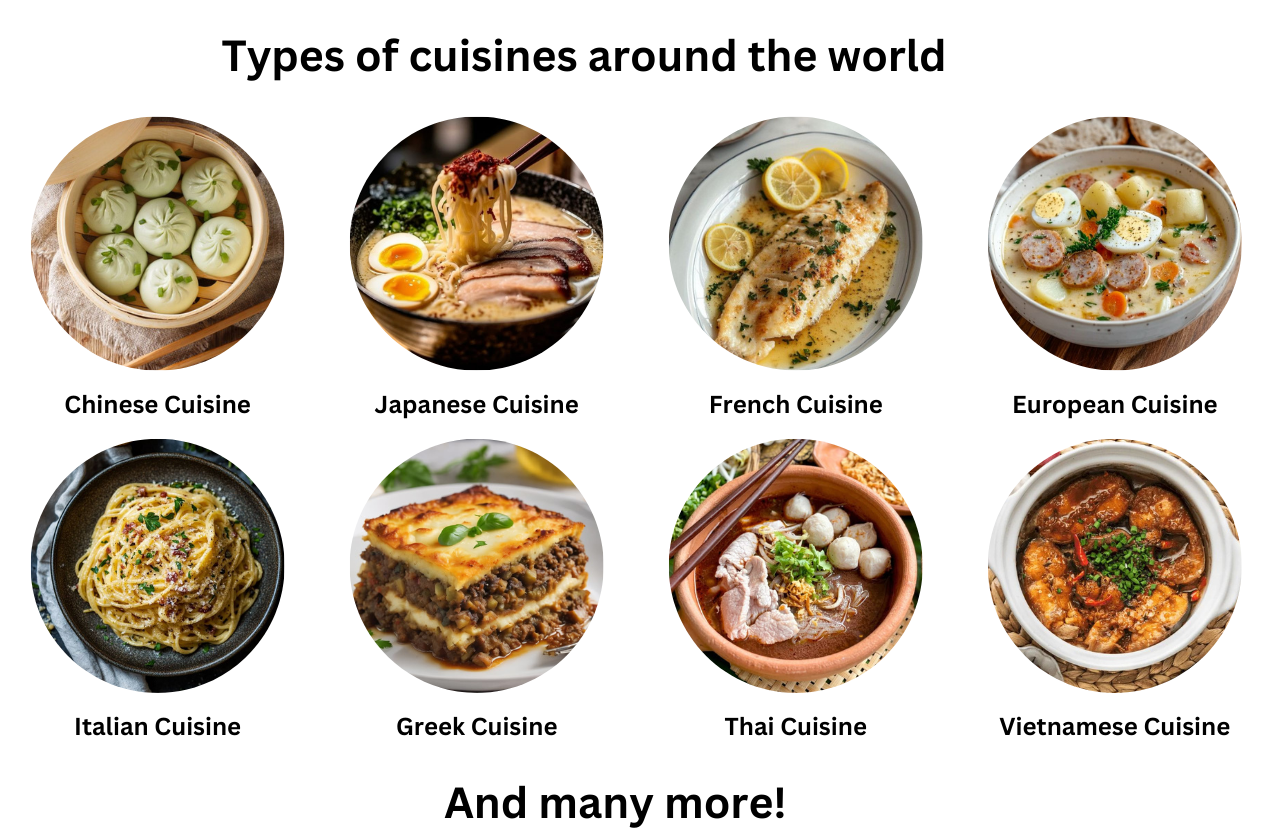 Types of cuisines around the world
Chinese Cuisine
Japanese Cuisine
French Cuisine
European Cuisine
Italian Cuisine
Greek Cuisine
Thai Cuisine
Vietnamese Cuisine
And many more!